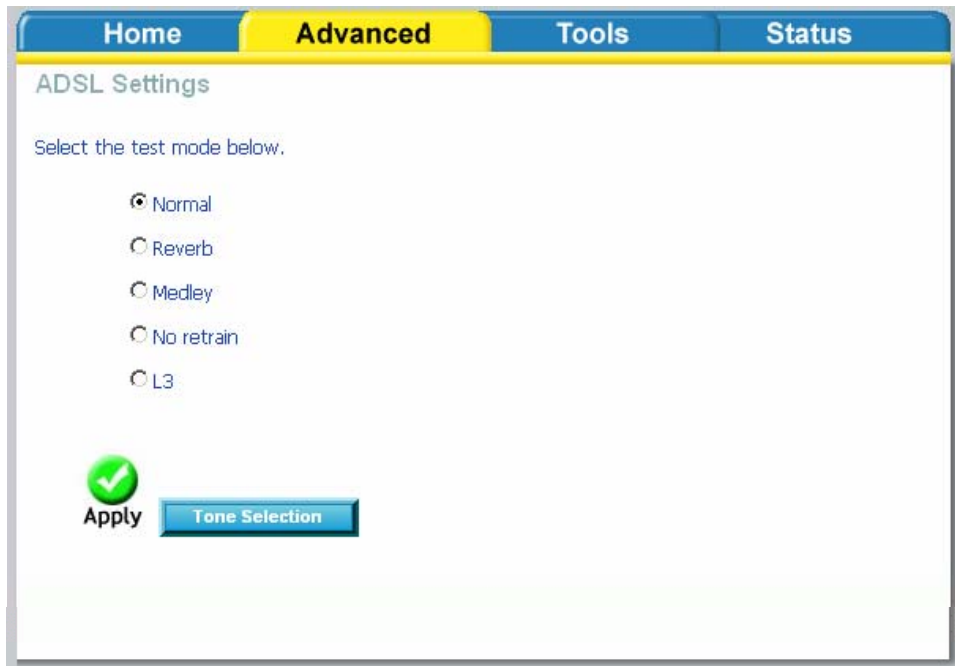 Home Advanced Tools Status
ADSL Settings
Select the test mode below.
Normal
Reverb
Medley
No retrain
L3
Apply Tone Selection